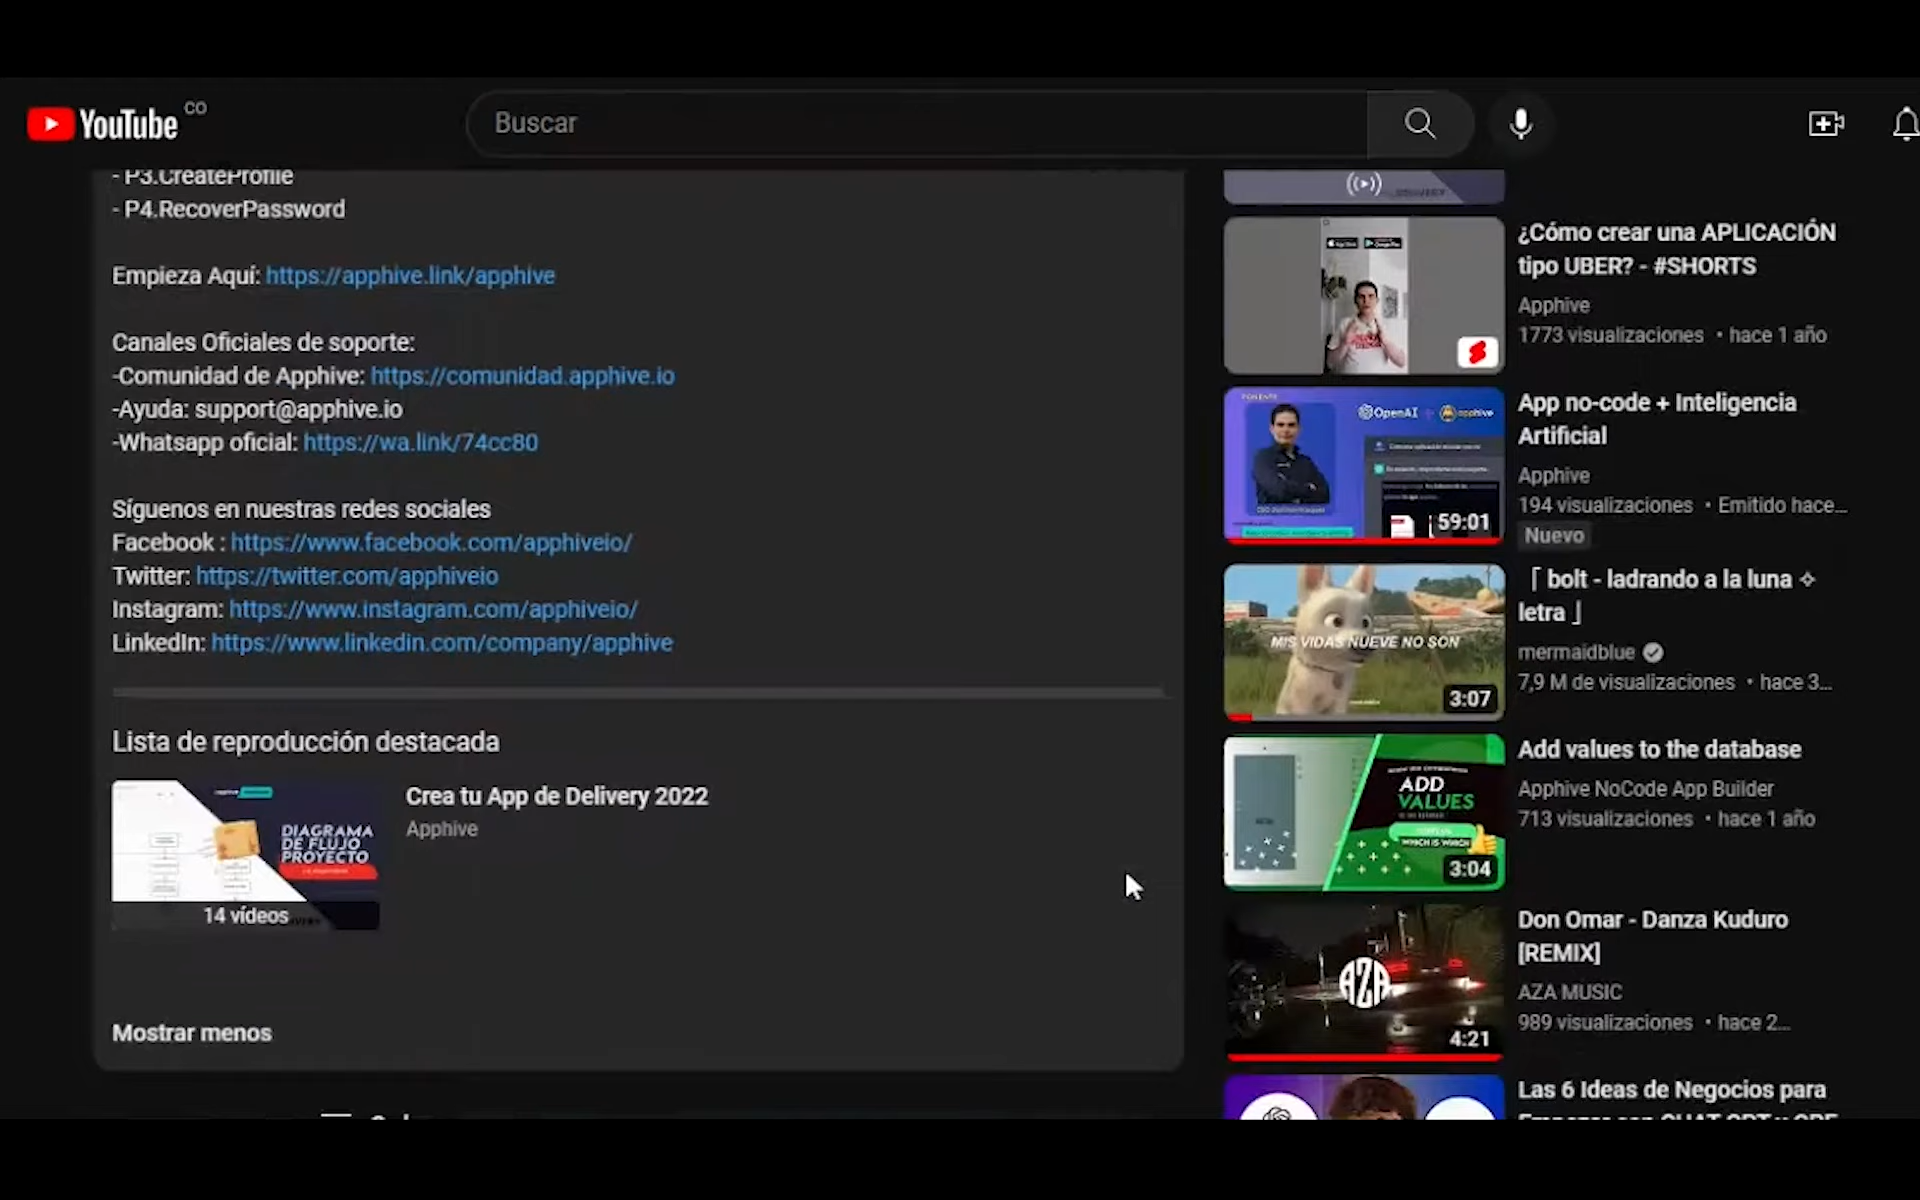 YouTube CO
Buscar
- P3.CreateProfile
- P4.RecoverPassword
Empieza Aquí: https://apphive.link/apphive
Canales Oficiales de soporte:
-Comunidad de Apphive: https://comunidad.apphive.io
-Ayuda: support@apphive.io
-Whatsapp oficial: https://wa.link/74cc80
Síguenos en nuestras redes sociales
Facebook : https://www.facebook.com/apphiveio/
Twitter: https://twitter.com/apphiveio
Instagram: https://www.instagram.com/apphiveio/
LinkedIn: https://www.linkedin.com/company/apphive
Lista de reproducción destacada
DIAGRAMA
DE FLUJO
PROYECTO
14 vídeos
Crea tu App de Delivery 2022
Apphive
Mostrar menos
¿Cómo crear una APLICACIÓN
tipo UBER? - #SHORTS
Apphive
1773 visualizaciones • hace 1 año
OpenAI + apphive
59:01
App no-code + Inteligencia
Artificial
Apphive
194 visualizaciones • Emitido hace...
Nuevo
MIS VIDAS NUEVE NO SON
3:07
「 bolt - ladrando a la luna ✧
letra 」
mermaidblue
7,9 M de visualizaciones • hace 3...
ADD
VALUES
WHICH IS WHICH
3:04
Add values to the database
Apphive NoCode App Builder
713 visualizaciones • hace 1 año
AZA
4:21
Don Omar - Danza Kuduro
[REMIX]
AZA MUSIC
989 visualizaciones • hace 2...
Las 6 Ideas de Negocios para